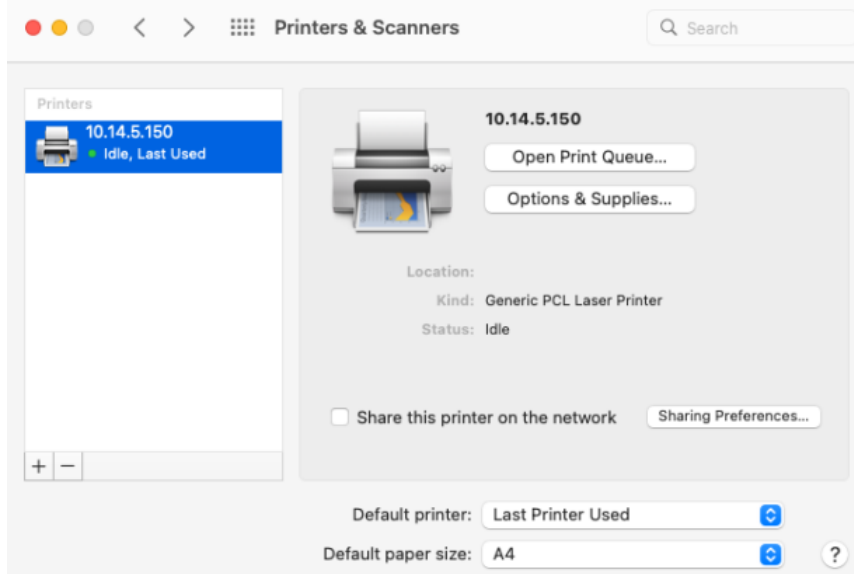 Printers & Scanners
Search
Printers
10.14.5.150
Idle, Last Used
10.14.5.150
Open Print Queue...
Options & Supplies...
Location:
Kind: Generic PCL Laser Printer
Status: Idle
Share this printer on the network
Sharing Preferences...
+ −
Default printer: Last Printer Used
Default paper size: A4
?